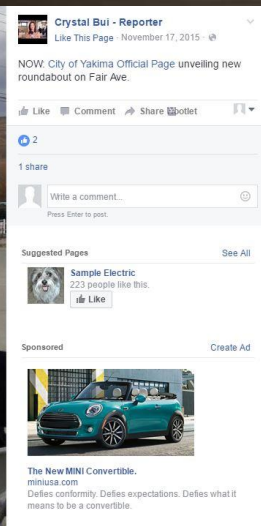 Crystal Bui - Reporter
Like This Page · November 17, 2015 ·
NOW: City of Yakima Official Page unveiling new
roundabout on Fair Ave.
Like Comment Share
2
1 share
Write a comment...
Press Enter to post.
Suggested Pages See All
Sample Electric
223 people like this.
Like
Sponsored Create Ad
The New MINI Convertible.
miniusa.com
Defies conformity. Defies expectations. Defies what it
means to be a convertible.